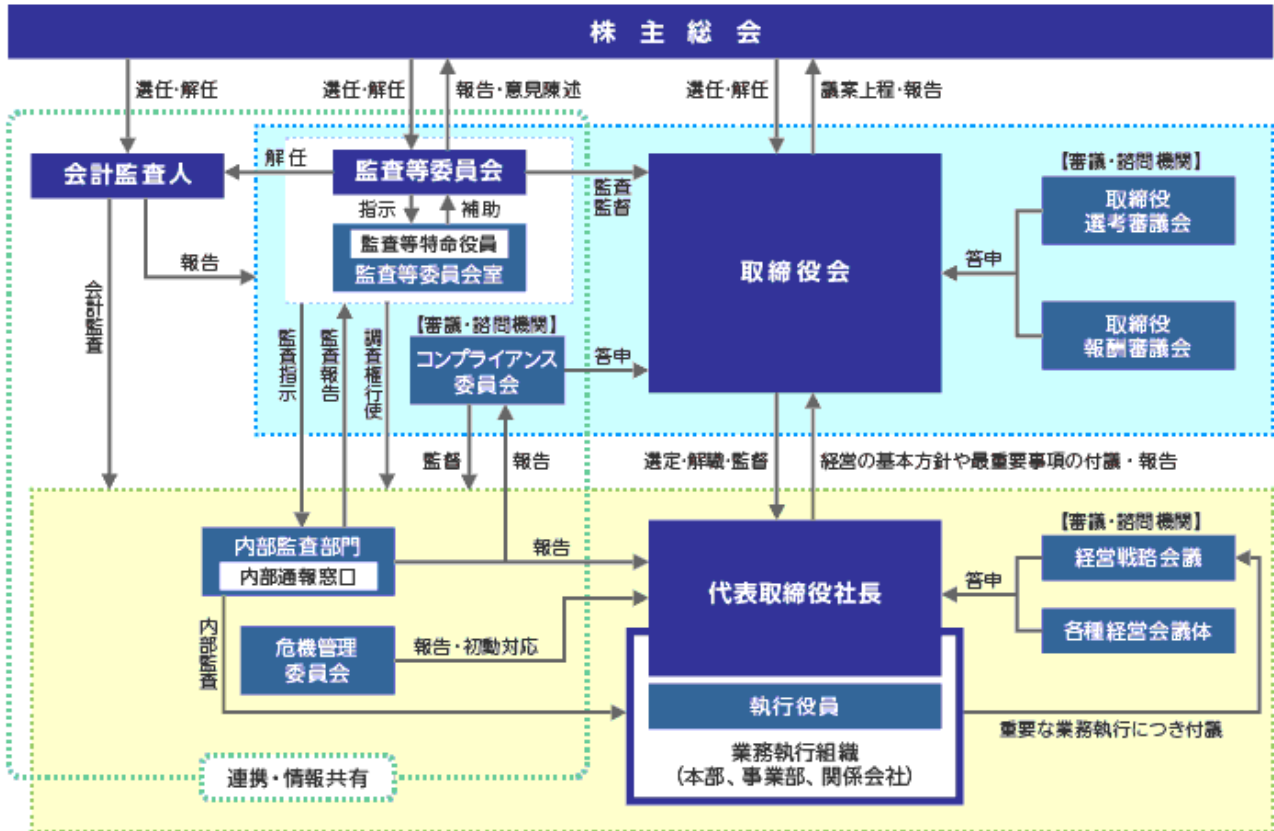 株主総会
選任・解任
選任・解任
報告・意見陳述
選任・解任
議案上程・報告
会計監査人
解任
監査等委員会
監査
監督
指示
補助
監査等特命役員
監査等委員会室
報告
会計監査
取締役会
【審議・諮問機関】
取締役
選考審議会
答申
取締役
報酬審議会
監査指示
監査報告
調査権行使
【審議・諮問機関】
コンプライアンス
委員会
答申
監督
報告
選定・解職・監督
経営の基本方針や最重要事項の付議・報告
内部監査部門
内部通報窓口
報告
内部監査
危機管理
委員会
報告・初動対応
代表取締役社長
【審議・諮問機関】
経営戦略会議
答申
各種経営会議体
執行役員
業務執行組織
（本部、事業部、関係会社）
重要な業務執行につき付議
連携・情報共有